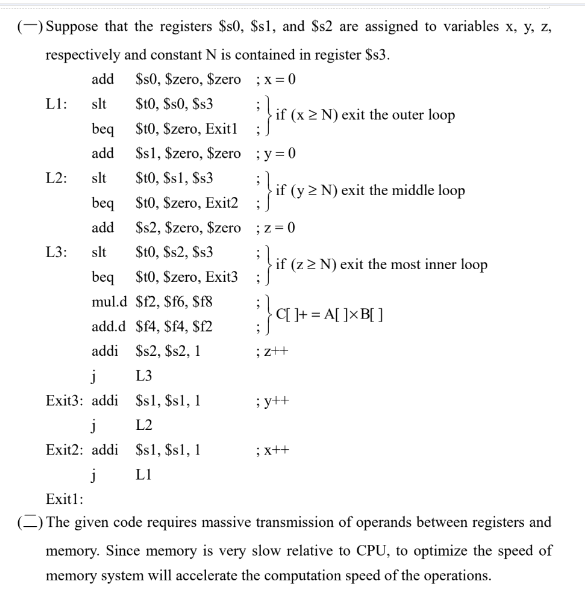 (一) Suppose that the registers $s0, $s1, and $s2 are assigned to variables x, y, z,
respectively and constant N is contained in register $s3.
add $s0, $zero, $zero ; x = 0
L1: slt $t0, $s0, $s3 ;
if (x ≥ N) exit the outer loop
beq $t0, $zero, Exit1 ;
add $s1, $zero, $zero ; y = 0
L2: slt $t0, $s1, $s3 ;
if (y ≥ N) exit the middle loop
beq $t0, $zero, Exit2 ;
add $s2, $zero, $zero ; z = 0
L3: slt $t0, $s2, $s3 ;
if (z ≥ N) exit the most inner loop
beq $t0, $zero, Exit3 ;
mul.d $f2, $f6, $f8 ;
C[ ]+ = A[ ]×B[ ]
add.d $f4, $f4, $f2 ;
addi $s2, $s2, 1 ; z++
j L3
Exit3: addi $s1, $s1, 1 ; y++
j L2
Exit2: addi $s1, $s1, 1 ; x++
j L1
Exit1:
(二) The given code requires massive transmission of operands between registers and
memory. Since memory is very slow relative to CPU, to optimize the speed of
memory system will accelerate the computation speed of the operations.